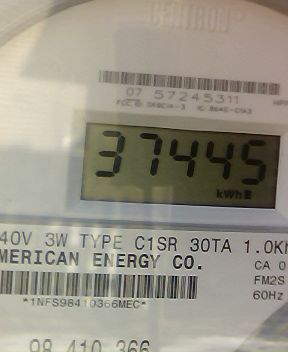 CENTRON
07 57245311
37445
kWh
40V 3W TYPE C1SR 30TA 1.0K
MERICAN ENERGY CO.
CA 0
FM2S
60Hz
*1NFS98410366MEC*
98 410 366